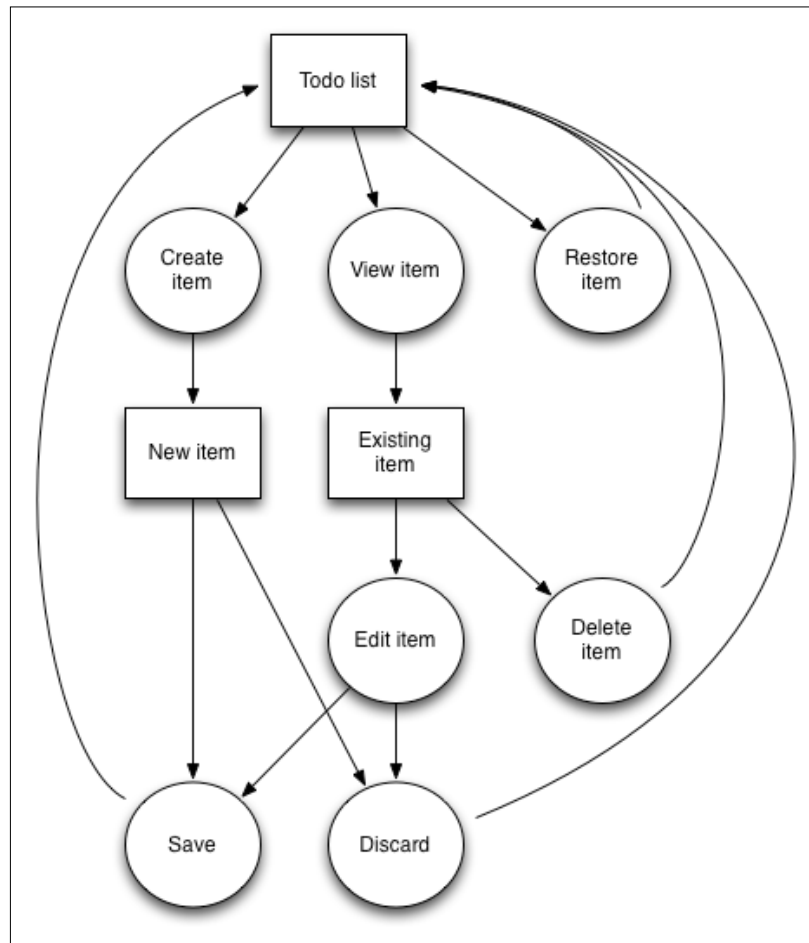 Todo list
Create
item
View item
Restore
item
New item
Existing
item
Edit item
Delete
item
Save
Discard